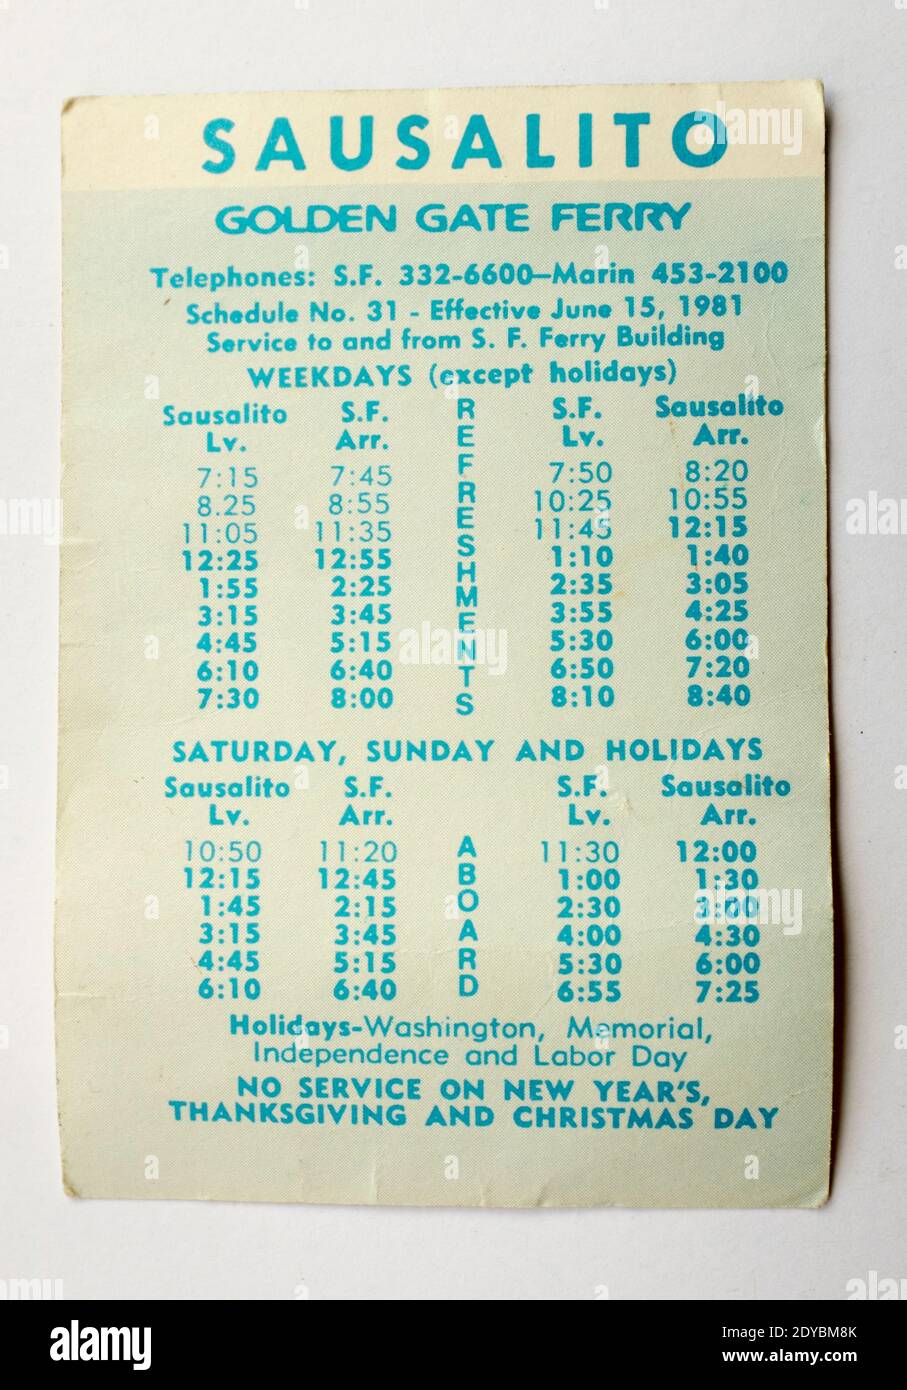 SAUSALITO
GOLDEN GATE FERRY
Telephones: S.F. 332-6600—Marin 453-2100
Schedule No. 31 - Effective June 15, 1981
Service to and from S. F. Ferry Building
WEEKDAYS (except holidays)
Sausalito S.F. S.F. Sausalito
Lv. Arr. Lv. Arr.
7:15 7:45 7:50 8:20
8.25 8:55 10:25 10:55
11:05 11:35 11:45 12:15
12:25 12:55 1:10 1:40
1:55 2:25 2:35 3:05
3:15 3:45 3:55 4:25
4:45 5:15 5:30 6:00
6:10 6:40 6:50 7:20
7:30 8:00 8:10 8:40
REFRESHMENTS
SATURDAY, SUNDAY AND HOLIDAYS
Sausalito S.F. S.F. Sausalito
Lv. Arr. Lv. Arr.
10:50 11:20 11:30 12:00
12:15 12:45 1:00 1:30
1:45 2:15 2:30 3:00
3:15 3:45 4:00 4:30
4:45 5:15 5:30 6:00
6:10 6:40 6:55 7:25
ABOARD
Holidays-Washington, Memorial,
Independence and Labor Day
NO SERVICE ON NEW YEAR'S,
THANKSGIVING AND CHRISTMAS DAY
alamy
Image ID: 2DYBM8K
www.alamy.com